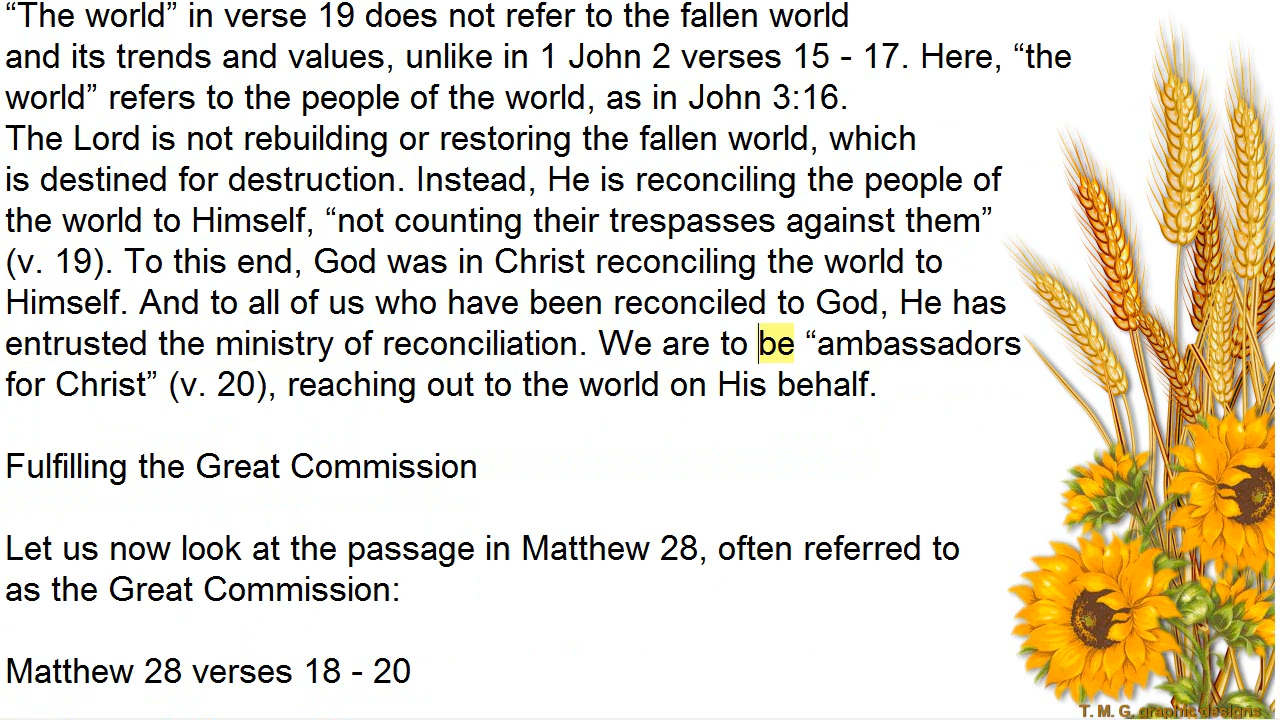 “The world” in verse 19 does not refer to the fallen world
and its trends and values, unlike in 1 John 2 verses 15 - 17. Here, “the
world” refers to the people of the world, as in John 3:16.
The Lord is not rebuilding or restoring the fallen world, which
is destined for destruction. Instead, He is reconciling the people of
the world to Himself, “not counting their trespasses against them”
(v. 19). To this end, God was in Christ reconciling the world to
Himself. And to all of us who have been reconciled to God, He has
entrusted the ministry of reconciliation. We are to be “ambassadors
for Christ” (v. 20), reaching out to the world on His behalf.
Fulfilling the Great Commission
Let us now look at the passage in Matthew 28, often referred to
as the Great Commission:
Matthew 28 verses 18 - 20
T. M. G. graphic designs